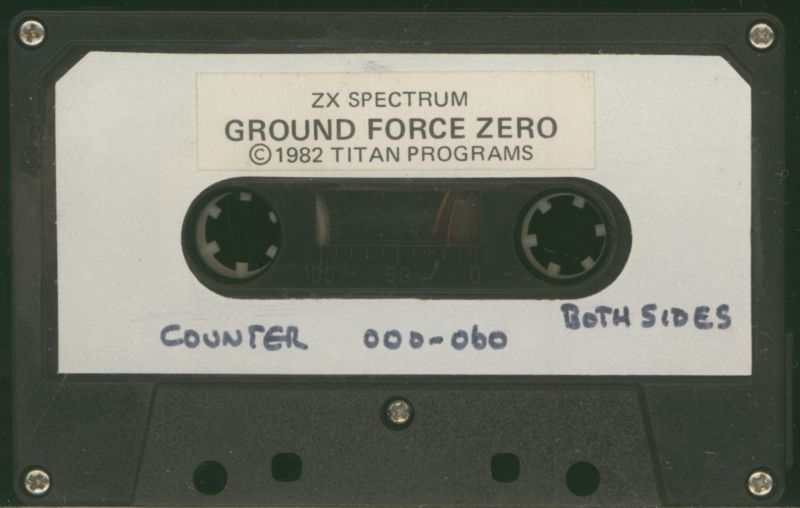 ZX SPECTRUM
GROUND FORCE ZERO
©1982 TITAN PROGRAMS
100 50 0
BOTH SIDES
COUNTER 000-060